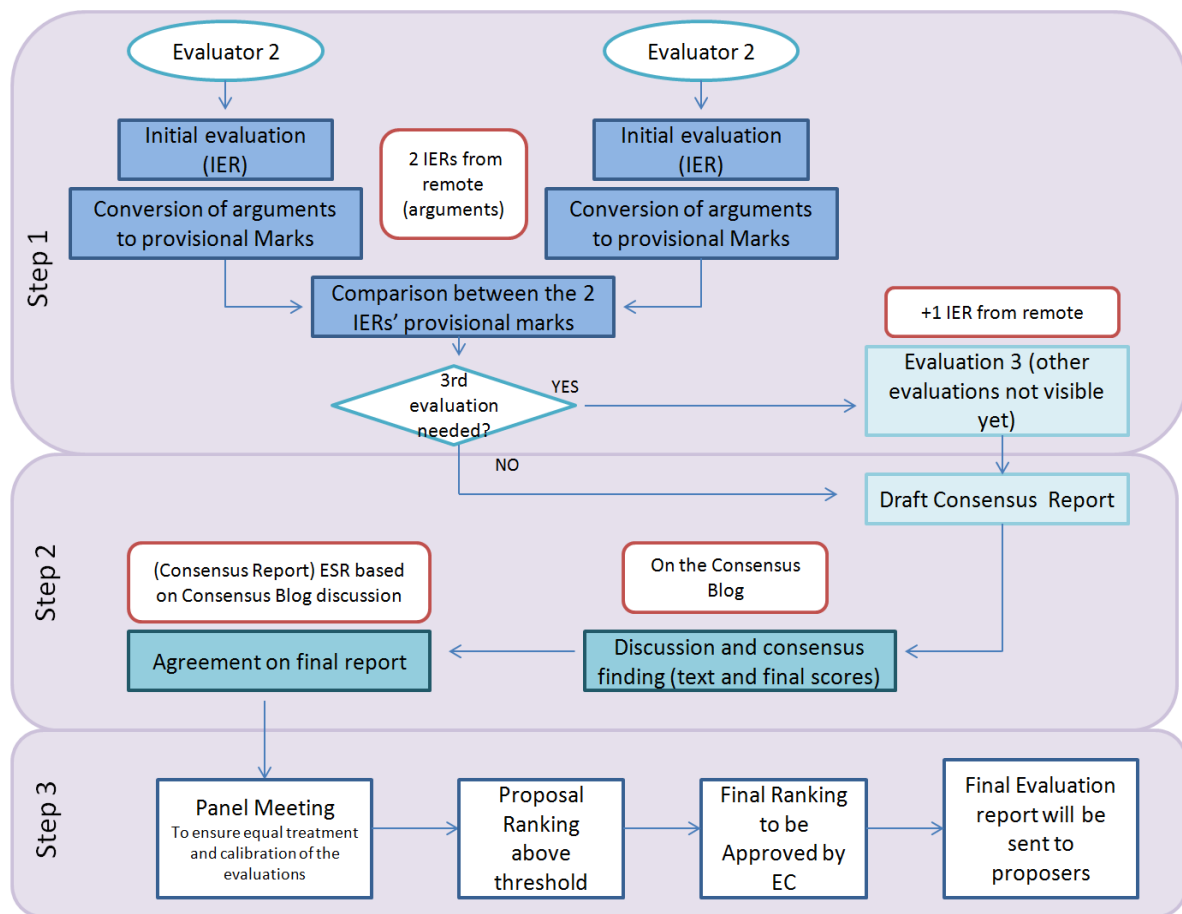 Step 1
Evaluator 2
Evaluator 2
Initial evaluation
(IER)
2 IERs from
remote
(arguments)
Initial evaluation
(IER)
Conversion of arguments
to provisional Marks
Conversion of arguments
to provisional Marks
Comparison between the 2
IERs’ provisional marks
+1 IER from remote
3rd
evaluation
needed?
YES
Evaluation 3 (other
evaluations not visible
yet)
NO
Step 2
Draft Consensus Report
(Consensus Report) ESR based
on Consensus Blog discussion
On the Consensus
Blog
Agreement on final report
Discussion and consensus
finding (text and final scores)
Step 3
Panel Meeting
To ensure equal treatment
and calibration of the
evaluations
Proposal
Ranking
above
threshold
Final Ranking
to be
Approved by
EC
Final Evaluation
report will be
sent to
proposers